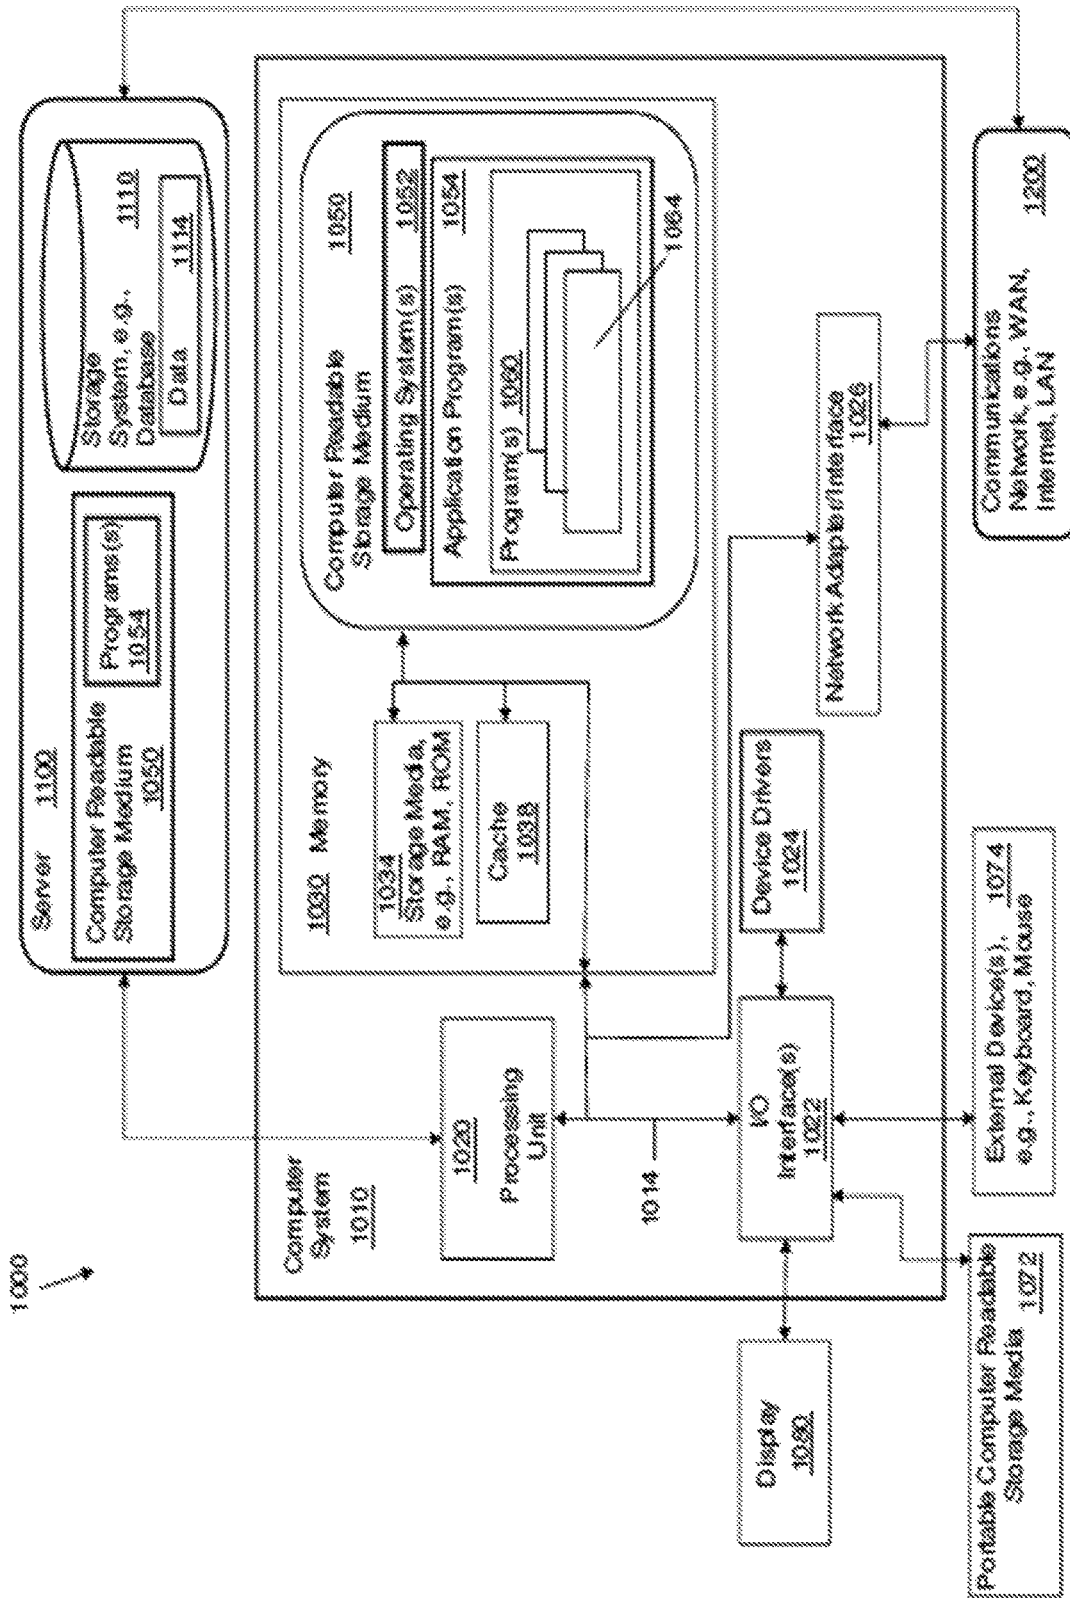 1000
Server 1100
Computer Readable
Storage Medium
1050
Programs(s)
1054
Storage
System, e.g.,
Database
1110
Data 1114
Computer
System
1010
1020
Processing
Unit
1014
1030 Memory
1034
Storage Media,
e.g., RAM, ROM
Cache
1038
Computer Readable
Storage Medium
1050
Operating System(s) 1052
Application Program(s) 1054
Program(s) 1060
1064
Display
1080
I/O
Interface(s)
1022
Device Drivers
1024
Network Adapter/Interface
1026
Portable Computer Readable
Storage Media 1072
External Device(s), 1074
e.g., Keyboard, Mouse
Communications
Network, e.g., WAN,
Internet, LAN
1200